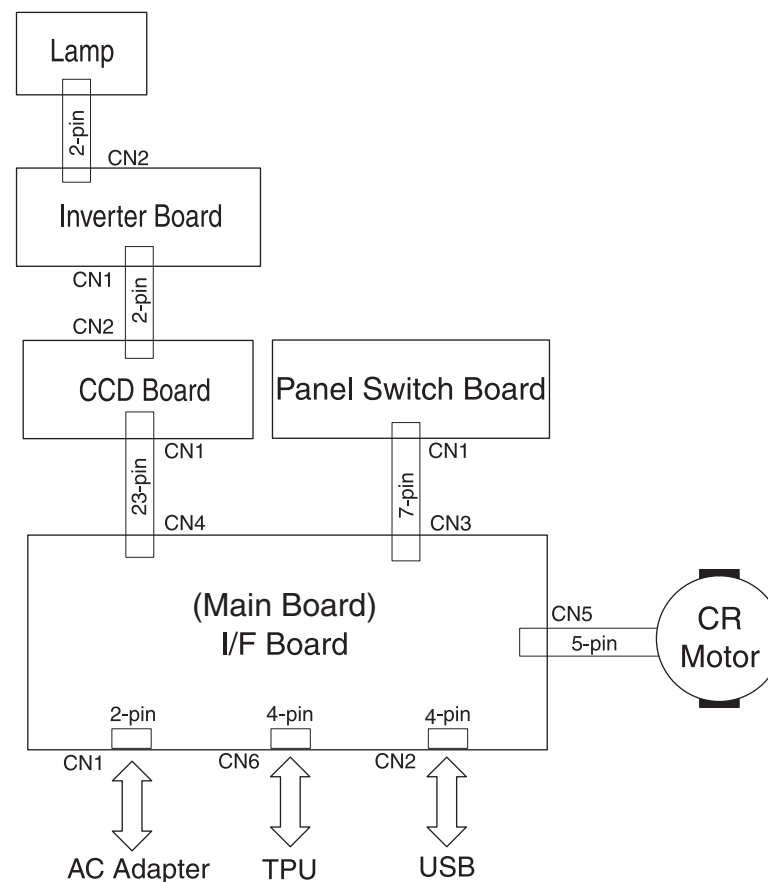 Lamp
2-pin
CN2
Inverter Board
CN1
2-pin
CN2
CCD Board
Panel Switch Board
CN1
CN1
23-pin
7-pin
CN4
CN3
(Main Board)
I/F Board
CN5
5-pin
CR
Motor
2-pin
4-pin
4-pin
CN1
CN6
CN2
AC Adapter
TPU
USB